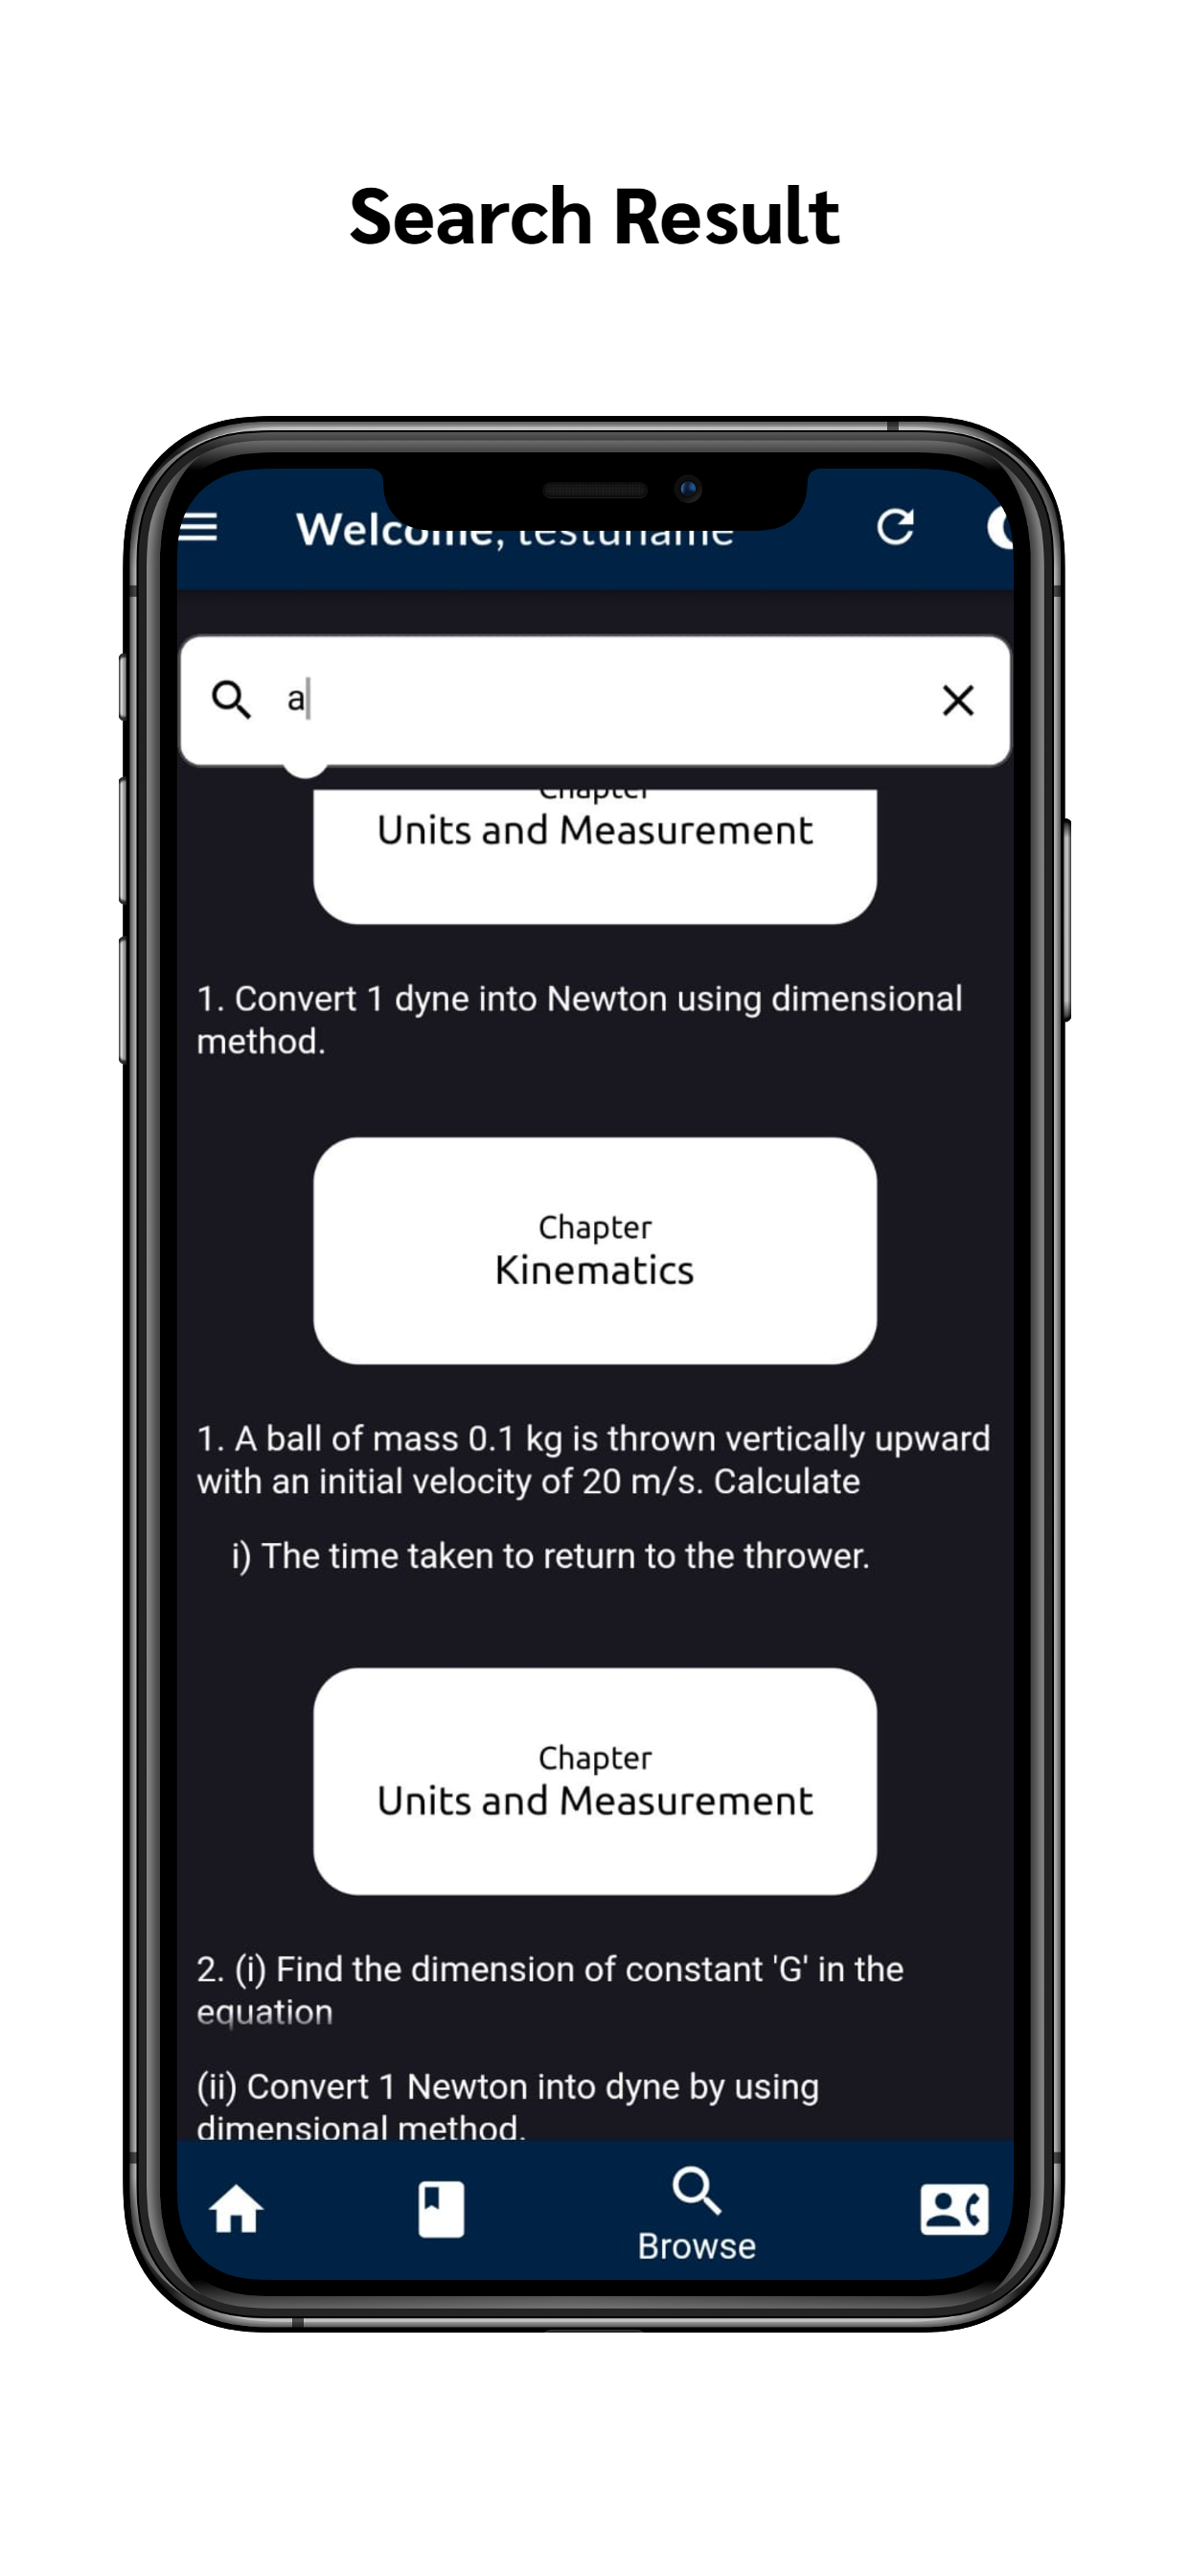 Search Result
Welcome, testuname
a
Chapter
Units and Measurement
1. Convert 1 dyne into Newton using dimensional
method.
Chapter
Kinematics
1. A ball of mass 0.1 kg is thrown vertically upward
with an initial velocity of 20 m/s. Calculate
i) The time taken to return to the thrower.
Chapter
Units and Measurement
2. (i) Find the dimension of constant 'G' in the
equation
(ii) Convert 1 Newton into dyne by using
dimensional method.
Browse